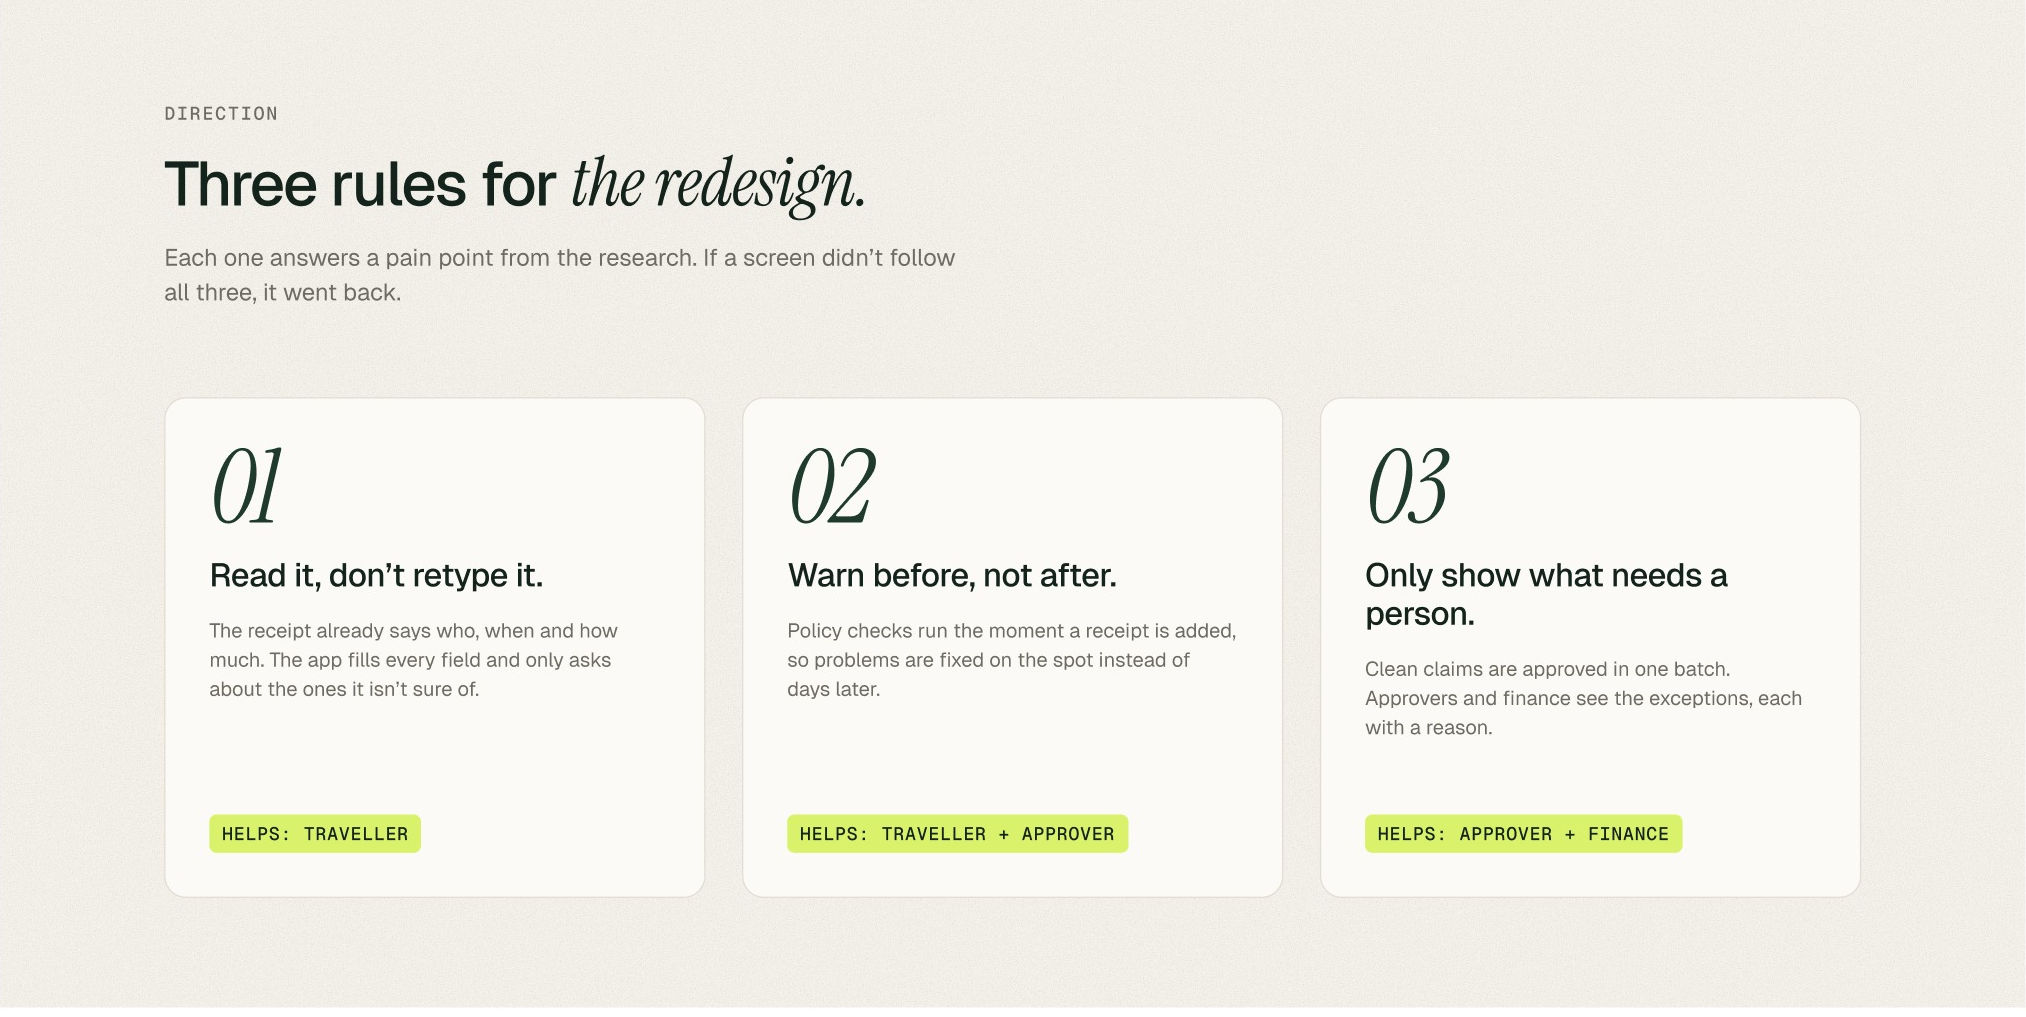 DIRECTION
Three rules for the redesign.
Each one answers a pain point from the research. If a screen didn’t follow
all three, it went back.
01
Read it, don’t retype it.
The receipt already says who, when and how
much. The app fills every field and only asks
about the ones it isn’t sure of.
HELPS: TRAVELLER
02
Warn before, not after.
Policy checks run the moment a receipt is added,
so problems are fixed on the spot instead of
days later.
HELPS: TRAVELLER + APPROVER
03
Only show what needs a
person.
Clean claims are approved in one batch.
Approvers and finance see the exceptions, each
with a reason.
HELPS: APPROVER + FINANCE